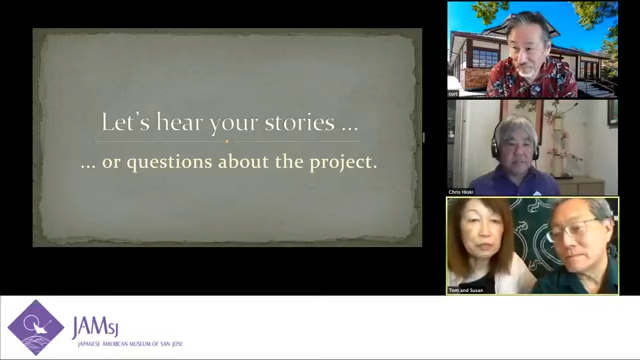 Let's hear your stories ...
... or questions about the project.
curt
Chris Hioki
Tom and Susan
JAMsj
JAPANESE AMERICAN MUSEUM OF SAN JOSE